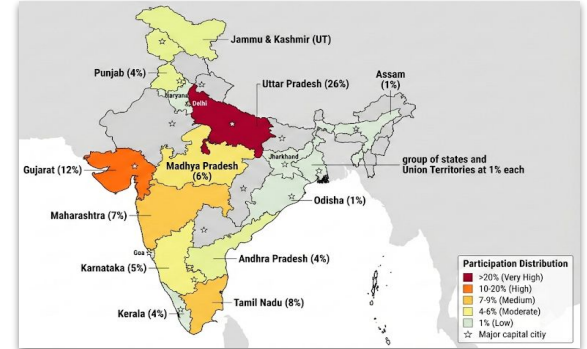 Jammu & Kashmir (UT)
Punjab (4%)
Haryana
Delhi
Uttar Pradesh (26%)
Assam
(1%)
Gujarat (12%)
Madhya Pradesh
(6%)
Jharkhand
group of states and
Union Territories at 1% each
Maharashtra (7%)
Odisha (1%)
Goa
Karnataka (5%)
Andhra Pradesh (4%)
Kerala (4%)
Tamil Nadu (8%)
Participation Distribution
>20% (Very High)
10-20% (High)
7-9% (Medium)
4-6% (Moderate)
1% (Low)
Major capital citiy